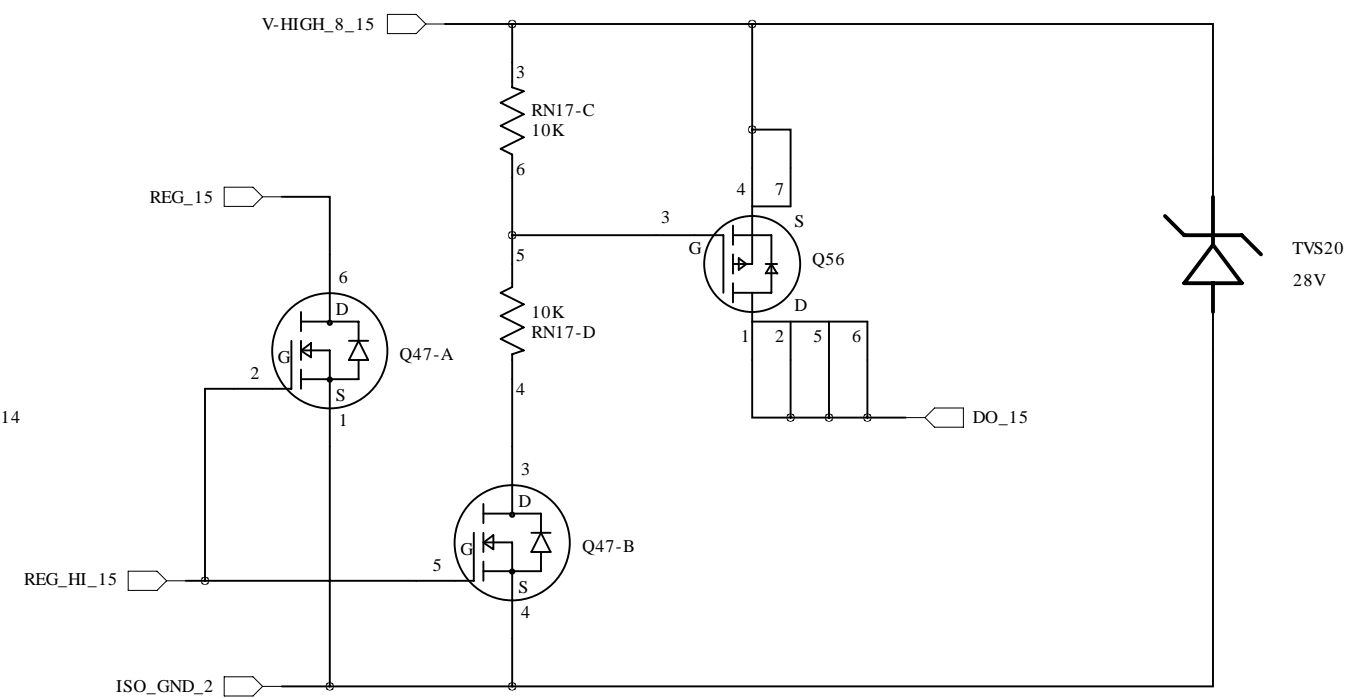 V-HIGH_8_15
3
RN17-C
10K
6
REG_15
4 7
3
S
G
Q56
5
D
TVS20
28V
6
D
10K
RN17-D
1 2 5 6
G
Q47-A
2
S
4
14
1
DO_15
3
D
G
Q47-B
5
REG_HI_15
S
4
ISO_GND_2